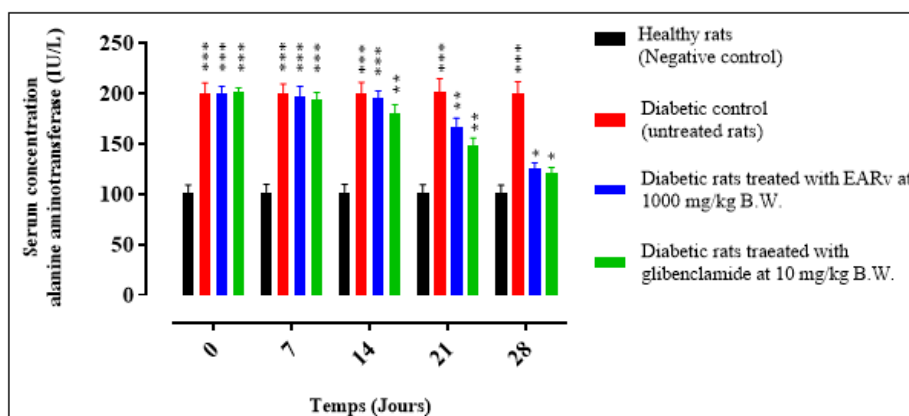 Serum concentration
alanine aminotransferase (IU/L)
250
200
150
100
50
0
*** *** ***
*** *** ***
*** *** **
*** ** **
*** * *
0 7 14 21 28
Temps (Jours)
Healthy rats
(Negative control)
Diabetic control
(untreated rats)
Diabetic rats treated with EARv at
1000 mg/kg B.W.
Diabetic rats traeated with
glibenclamide at 10 mg/kg B.W.